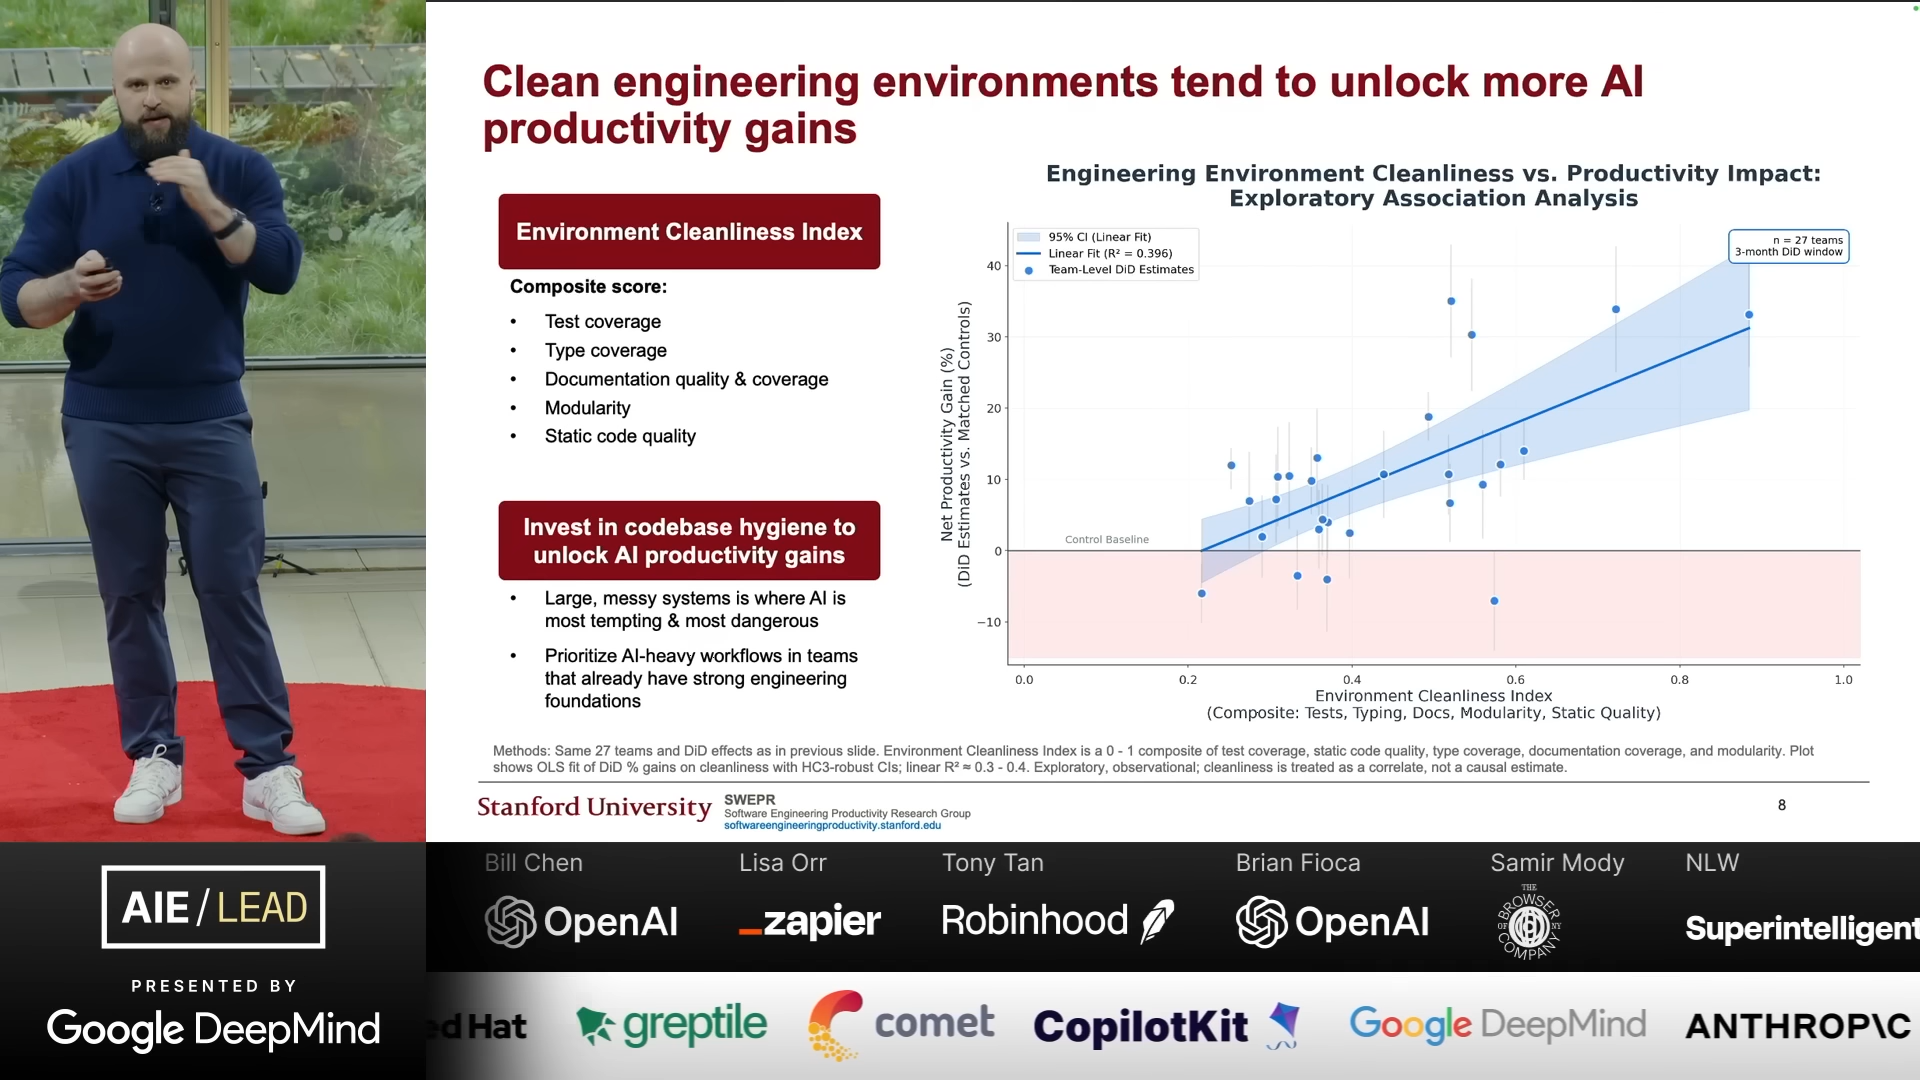 Clean engineering environments tend to unlock more AI
productivity gains
Environment Cleanliness Index
Composite score:
• Test coverage
• Type coverage
• Documentation quality & coverage
• Modularity
• Static code quality
Invest in codebase hygiene to
unlock AI productivity gains
• Large, messy systems is where AI is
most tempting & most dangerous
• Prioritize AI-heavy workflows in teams
that already have strong engineering
foundations
Engineering Environment Cleanliness vs. Productivity Impact:
Exploratory Association Analysis
95% CI (Linear Fit)
Linear Fit (R² = 0.396)
Team-Level DiD Estimates
n = 27 teams
3-month DiD window
Net Productivity Gain (%)
(DiD Estimates vs. Matched Controls)
40
30
20
10
0
−10
Control Baseline
0.0 0.2 0.4 0.6 0.8 1.0
Environment Cleanliness Index
(Composite: Tests, Typing, Docs, Modularity, Static Quality)
Methods: Same 27 teams and DiD effects as in previous slide. Environment Cleanliness Index is a 0 - 1 composite of test coverage, static code quality, type coverage, documentation coverage, and modularity. Plot
shows OLS fit of DiD % gains on cleanliness with HC3-robust CIs; linear R² ≈ 0.3 - 0.4. Exploratory, observational; cleanliness is treated as a correlate, not a causal estimate.
Stanford University
SWEPR
Software Engineering Productivity Research Group
softwareengineeringproductivity.stanford.edu
8
AIE / LEAD
PRESENTED BY
Google DeepMind
Bill Chen
OpenAI
Lisa Orr
zapier
Tony Tan
Robinhood
Brian Fioca
OpenAI
Samir Mody
THE
BROWSER
COMPANY
OF NY
NLW
Superintelligent
ed Hat
greptile
comet
CopilotKit
Google DeepMind
ANTHROP\C